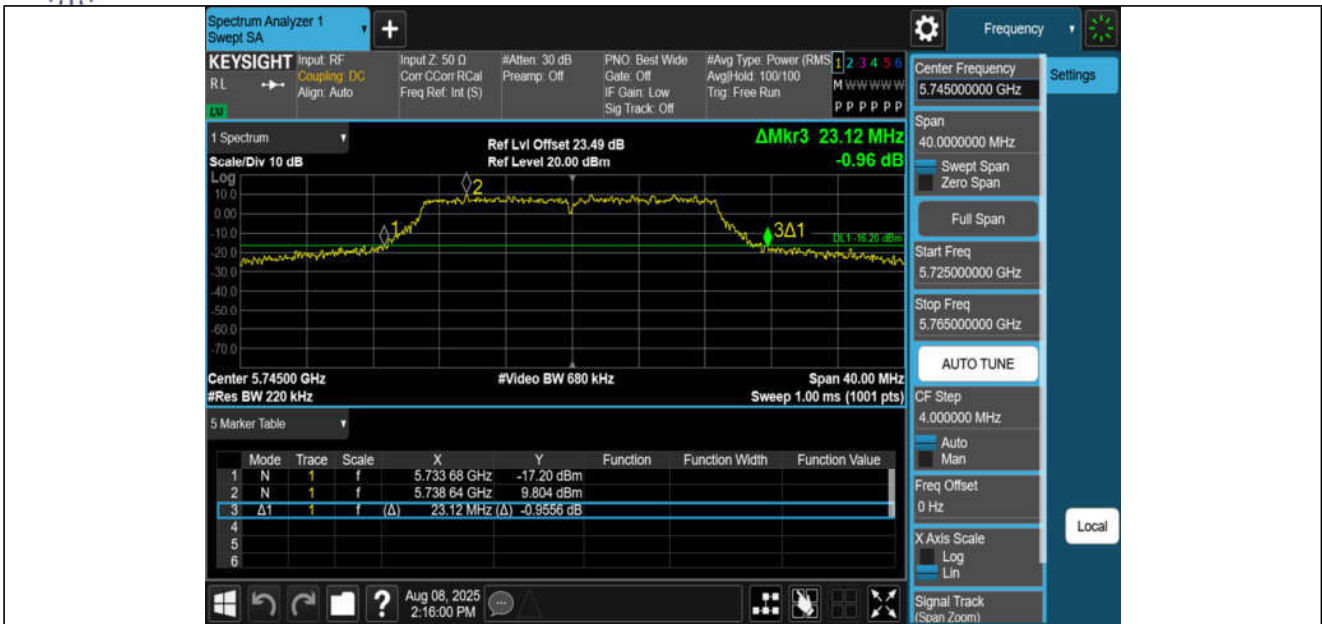 Spectrum Analyzer 1
Swept SA
+
Frequency
KEYSIGHT
RL
LXI
Input: RF
Coupling: DC
Align: Auto
Input Z: 50 Ω
Corr CCorr RCal
Freq Ref: Int (S)
#Atten: 30 dB
Preamp: Off
PNO: Best Wide
Gate: Off
IF Gain: Low
Sig Track: Off
#Avg Type: Power (RMS
Avg|Hold: 100/100
Trig: Free Run
1 2 3 4 5 6
M W W W W W
P P P P P P
1 Spectrum
Scale/Div 10 dB
Ref Lvl Offset 23.49 dB
Ref Level 20.00 dBm
ΔMkr3 23.12 MHz
-0.96 dB
Log
10.0
0.00
-10.0
-20.0
-30.0
-40.0
-50.0
-60.0
-70.0
2
1
3Δ1
DL1 -16.20 dBm
Center 5.74500 GHz
#Res BW 220 kHz
#Video BW 680 kHz
Span 40.00 MHz
Sweep 1.00 ms (1001 pts)
5 Marker Table
Mode Trace Scale X Y Function Function Width Function Value
1 N 1 f 5.733 68 GHz -17.20 dBm
2 N 1 f 5.738 64 GHz 9.804 dBm
3 Δ1 1 f (Δ) 23.12 MHz (Δ) -0.9556 dB
4
5
6
?
Aug 08, 2025
2:16:00 PM
Center Frequency
5.745000000 GHz
Span
40.0000000 MHz
Swept Span
Zero Span
Full Span
Start Freq
5.725000000 GHz
Stop Freq
5.765000000 GHz
AUTO TUNE
CF Step
4.000000 MHz
Auto
Man
Freq Offset
0 Hz
X Axis Scale
Log
Lin
Signal Track
(Span Zoom)
Settings
Local